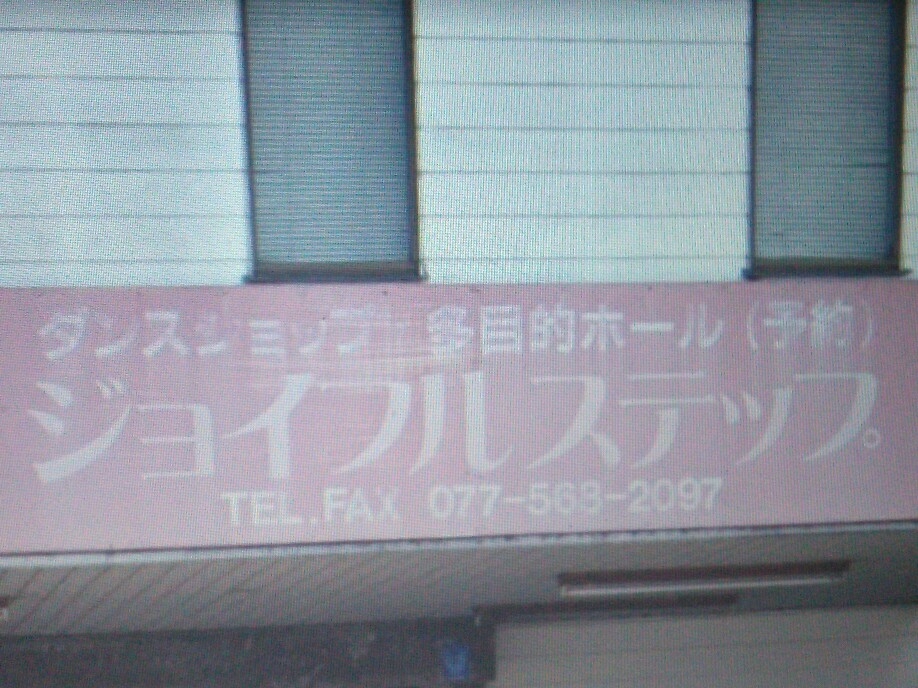 ダンスショップ 多目的ホール(予約)
ジョイフルステップ
TEL.FAX 077-563-2097